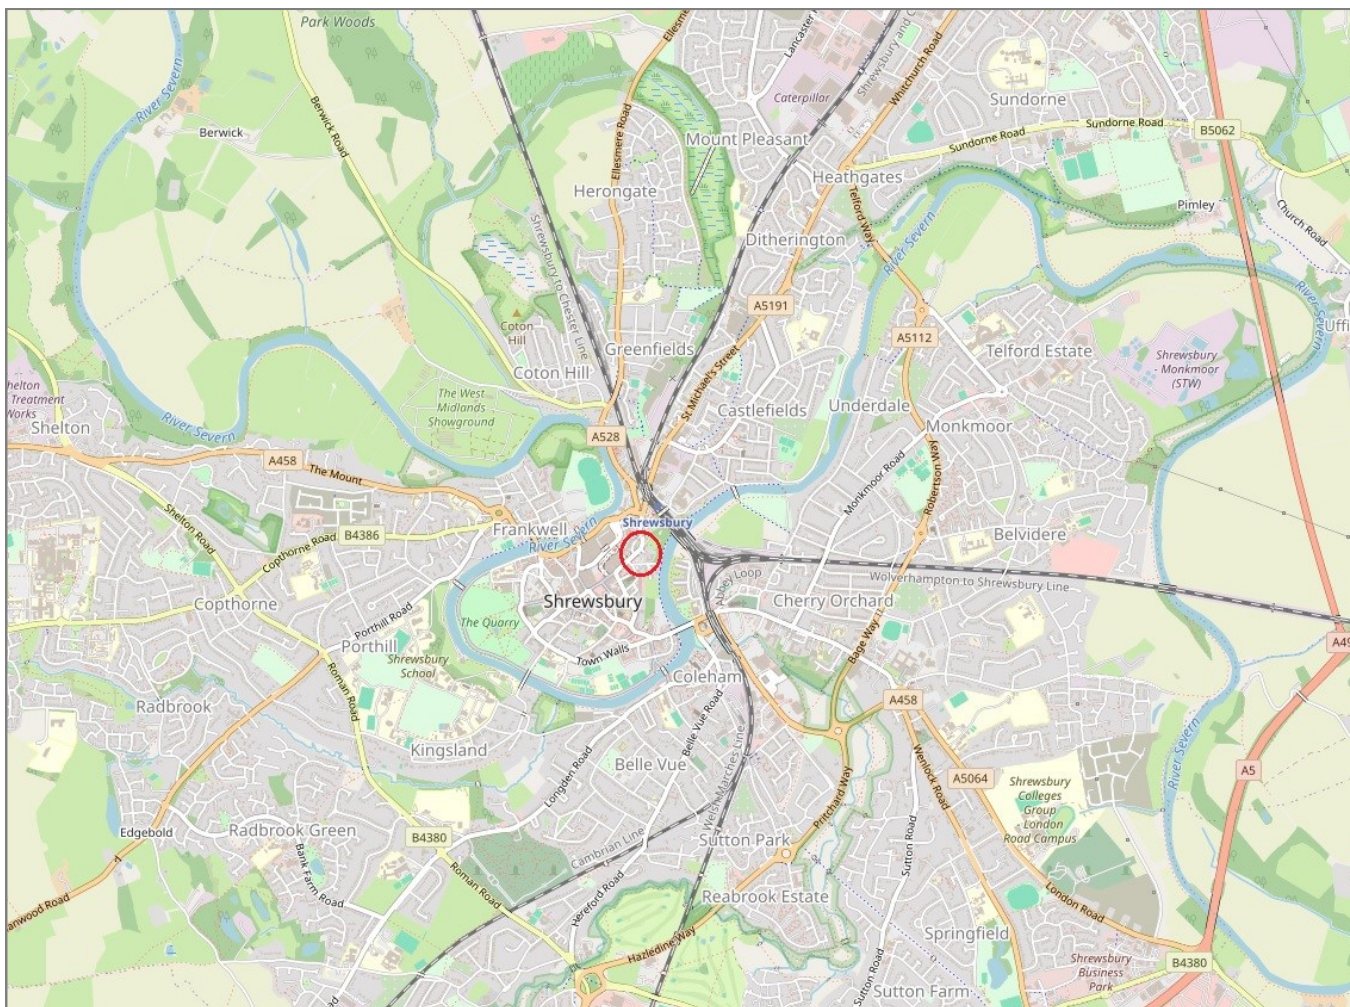 Park Woods
River Severn
Berwick
Berwick Road
Ellesmere
Ellesmere Road
Lancaster
Caterpillar
Shrewsbury and C
Whitchurch Road
Sundorne
Sundorne Road
Sundorne Road
B5062
Mount Pleasant
Herongate
Heathgates
Telford Way
River Severn
Pimley
Church Road
Ditherington
Shrewsbury to Chester Line
River Severn
Uffi
A5191
A5112
Coton
Hill
Greenfields
Coton Hill
St Michael's Street
Telford Estate
Shrewsbury
- Monkmoor
(STW)
Shelton
Treatment
Works
Shelton
River Severn
The West
Midlands
Showground
Castlefields
Underdale
Monkmoor
A528
A458
The Mount
Monkmoor Road
Robertson Way
Shelton Road
Frankwell
River Severn
Shrewsbury
Copthorne Road
B4386
Belvidere
Abbey Loop
Wolverhampton to Shrewsbury Line
Copthorne
Shrewsbury
Cherry Orchard
Porthill Road
The Quarry
Porthill
Shrewsbury
School
Town Walls
Bage Way
A49
Roman Road
Coleham
Radbrook
A458
River Severn
Kingsland
Belle Vue Road
Belle Vue
Longden Road
Welsh Marches Line
Wenlock Road
A5064
A5
Shrewsbury
Colleges
Group
London
Road Campus
Pritchard Way
Edgebold
Radbrook Green
B4380
Bank Farm Road
Cambrian Line
Sutton Park
Sutton Road
Roman Road
Hereford Road
Reabrook Estate
London Road
anwood Road
Hazledine Way
Springfield
Shrewsbury
Business
Park
B4380
Sutton Road
Sutton Farm